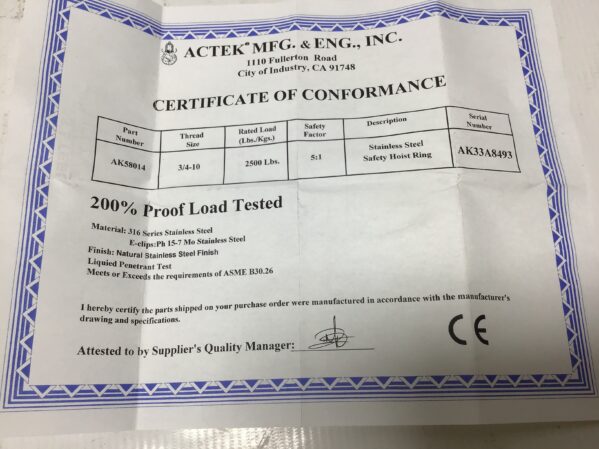 ACTEK® MFG. & ENG., INC.
1110 Fullerton Road
City of Industry, CA 91748
CERTIFICATE OF CONFORMANCE
Part Number Thread Size Rated Load (Lbs./Kgs.) Safety Factor Description Serial Number
AK58014 3/4-10 2500 Lbs. 5:1 Stainless Steel Safety Hoist Ring AK33A8493
200% Proof Load Tested
Material: 316 Series Stainless Steel
E-clips:Ph 15-7 Mo Stainless Steel
Finish: Natural Stainless Steel Finish
Liquied Penetrant Test
Meets or Exceeds the requirements of ASME B30.26
I hereby certify the parts shipped on your purchase order were manufactured in accordance with the manufacturer's
drawing and specifications.
Attested to by Supplier's Quality Manager:
CE